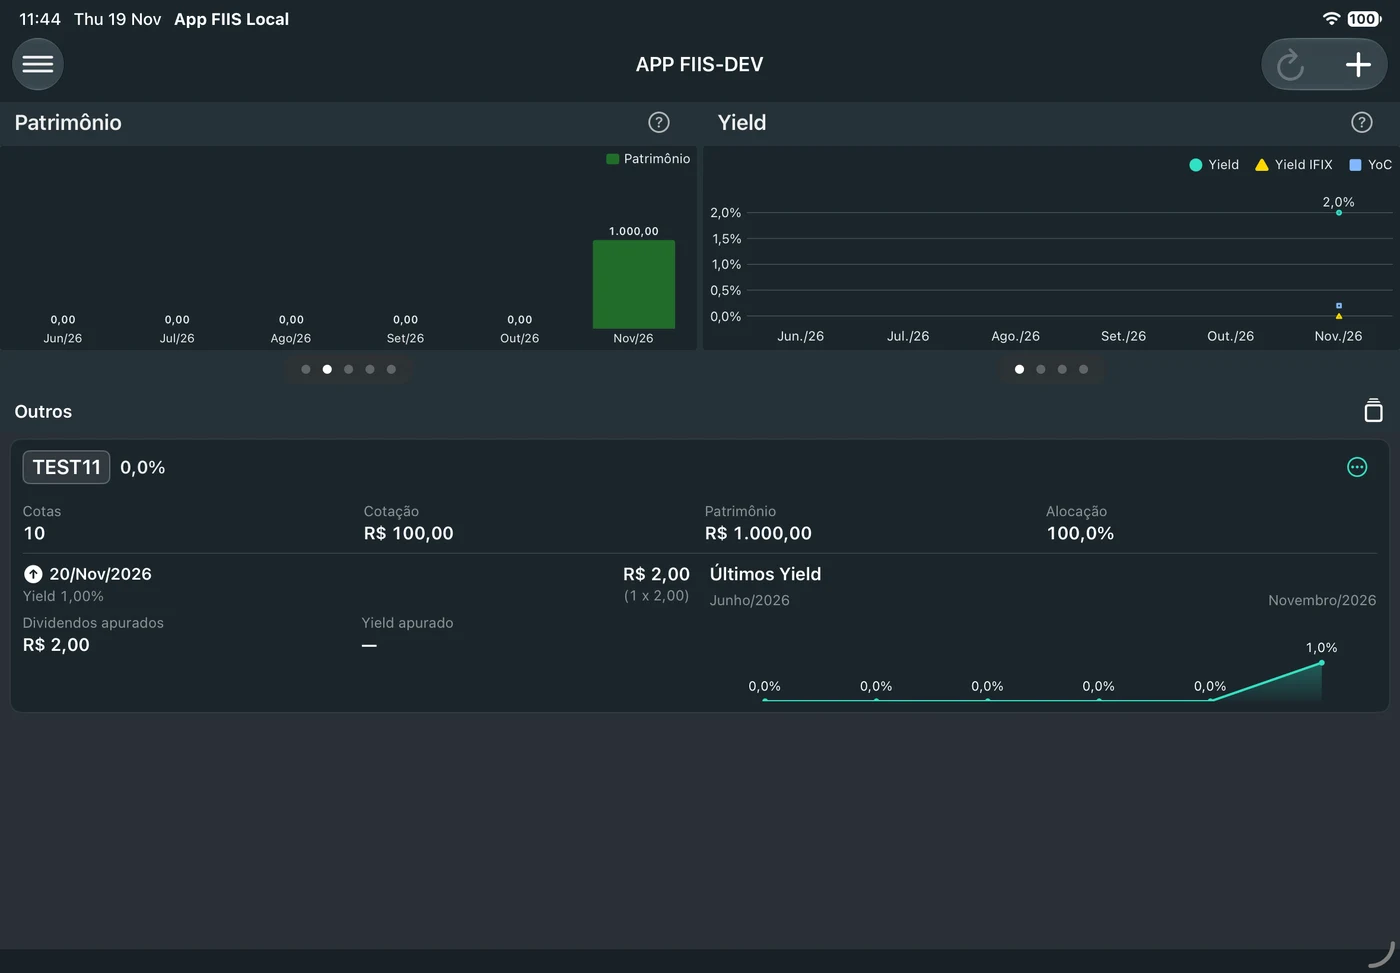 11:44 Thu 19 Nov App FIIS Local 100
APP FIIS-DEV
Patrimônio
Patrimônio
1.000,00
0,00 0,00 0,00 0,00 0,00
Jun/26 Jul/26 Ago/26 Set/26 Out/26 Nov/26
Yield
Yield Yield IFIX YoC
2,0%
2,0%
1,5%
1,0%
0,5%
0,0%
Jun./26 Jul./26 Ago./26 Set./26 Out./26 Nov./26
Outros
TEST11 0,0%
Cotas Cotação Patrimônio Alocação
10 R$ 100,00 R$ 1.000,00 100,0%
20/Nov/2026 R$ 2,00
Yield 1,00% (1 x 2,00)
Dividendos apurados Yield apurado
R$ 2,00 —
Últimos Yield
Junho/2026 Novembro/2026
1,0%
0,0% 0,0% 0,0% 0,0% 0,0%